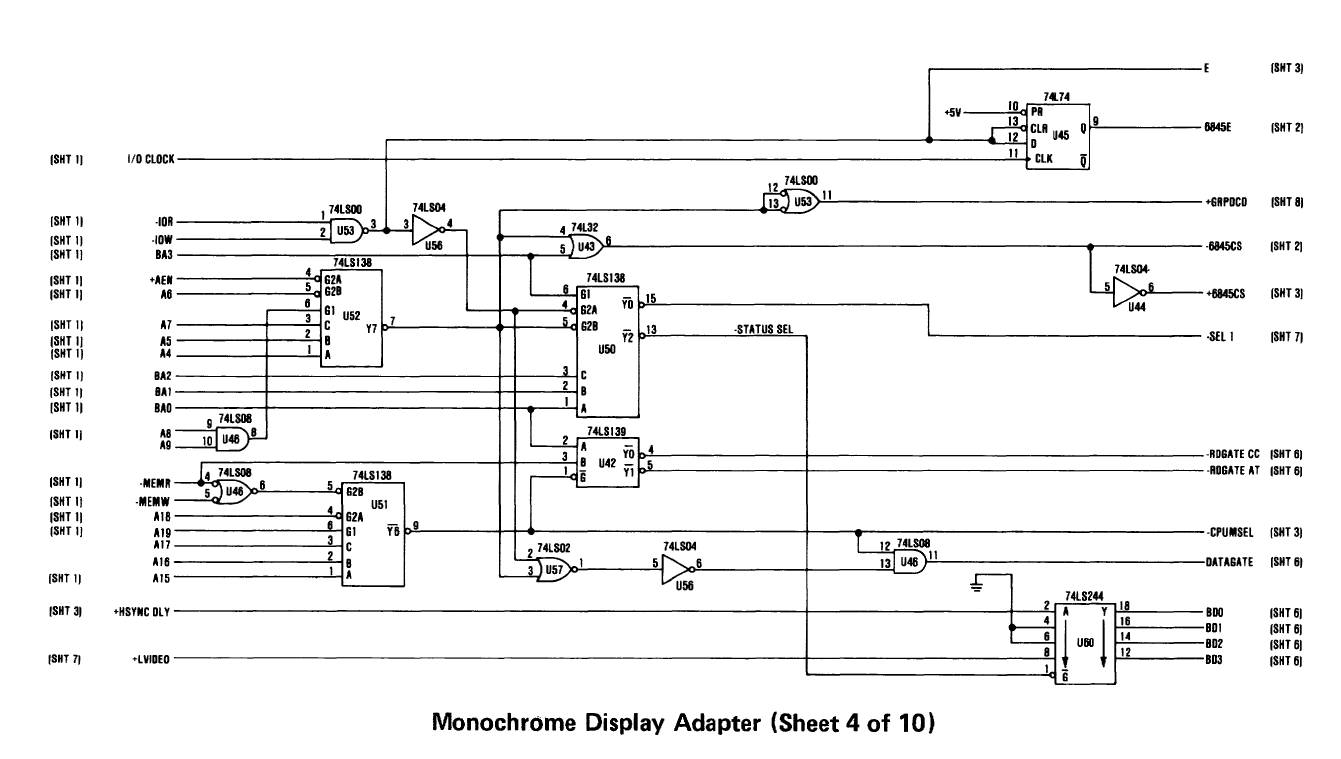 E (SHT 3)
74L74
+5V 10 PR
13 CLR U45 Q 9 6845E (SHT 2)
12 D
(SHT 1) I/O CLOCK 11 CLK Q
74LS00
12
13 U53 11 +GRPDCD (SHT 8)
74LS00 74LS04
(SHT 1) -IOR 1
U53 3 3 4
(SHT 1) -IOW 2 U56
74L32
4
5 U43 6 -6845CS (SHT 2)
(SHT 1) BA3
74LS04
5 6 +6845CS (SHT 3)
U44
74LS138
(SHT 1) +AEN 4 G2A
(SHT 1) A6 5 G2B
6 G1
U52
(SHT 1) A7 3 C Y7 7
(SHT 1) A5 2 B
(SHT 1) A4 1 A
74LS138
6 G1 Y0 15
4 G2A
5 G2B Y2 13 -STATUS SEL
U50
-SEL 1 (SHT 7)
(SHT 1) BA2 3 C
(SHT 1) BA1 2 B
(SHT 1) BA0 1 A
74LS08
(SHT 1) A8 9
A9 10 U46 8
74LS139
2 A Y0 4 -RDGATE CC (SHT 6)
3 B U42 Y1 5 -RDGATE AT (SHT 6)
1 G
74LS08 74LS138
(SHT 1) -MEMR 4
U46 6 5 G2B U51
(SHT 1) -MEMW 5
(SHT 1) A18 4 G2A
(SHT 1) A19 6 G1 Y6 9 -CPUMSEL (SHT 3)
A17 3 C
A16 2 B
(SHT 1) A15 1 A
74LS02 74LS04 74LS08
2
3 U57 1 5 6 12
U56 13 U46 11 DATAGATE (SHT 6)
74LS244
(SHT 3) +HSYNC DLY 2 A Y 18 BD0 (SHT 6)
4 16 BD1 (SHT 6)
6 U60 14 BD2 (SHT 6)
(SHT 7) +LVIDEO 8 12 BD3 (SHT 6)
1 G
Monochrome Display Adapter (Sheet 4 of 10)